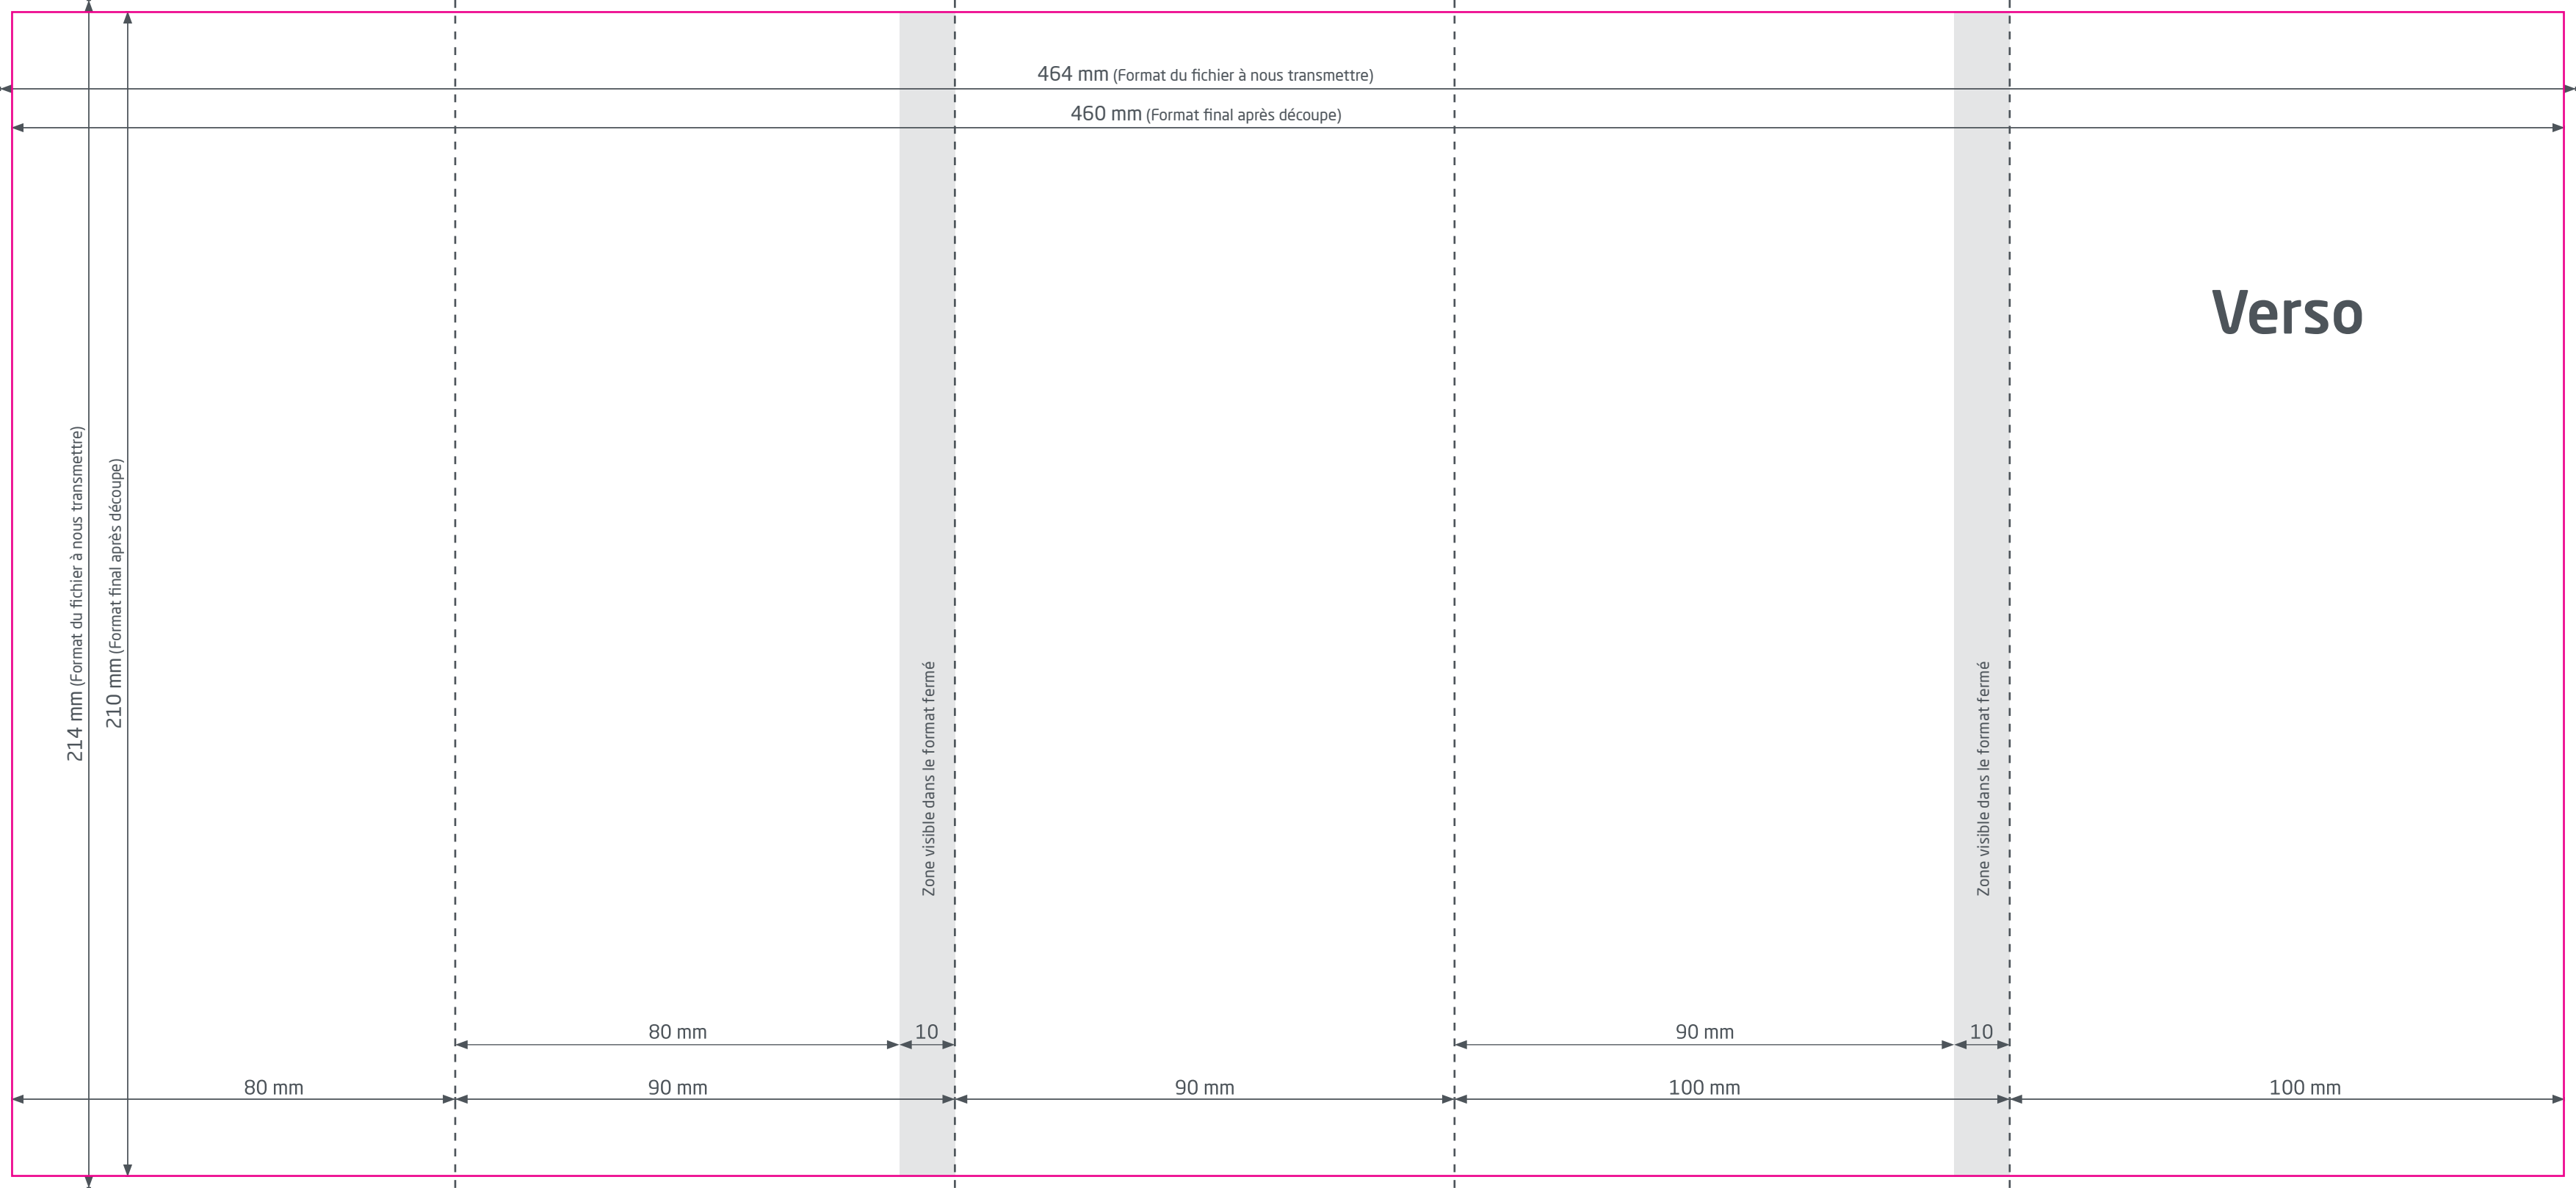 464 mm (Format du fichier à nous transmettre)
460 mm (Format final après découpe)
Verso
214 mm (Format du fichier à nous transmettre)
210 mm (Format final après découpe)
Zone visible dans le format fermé
Zone visible dans le format fermé
80 mm
10
90 mm
10
80 mm
90 mm
90 mm
100 mm
100 mm